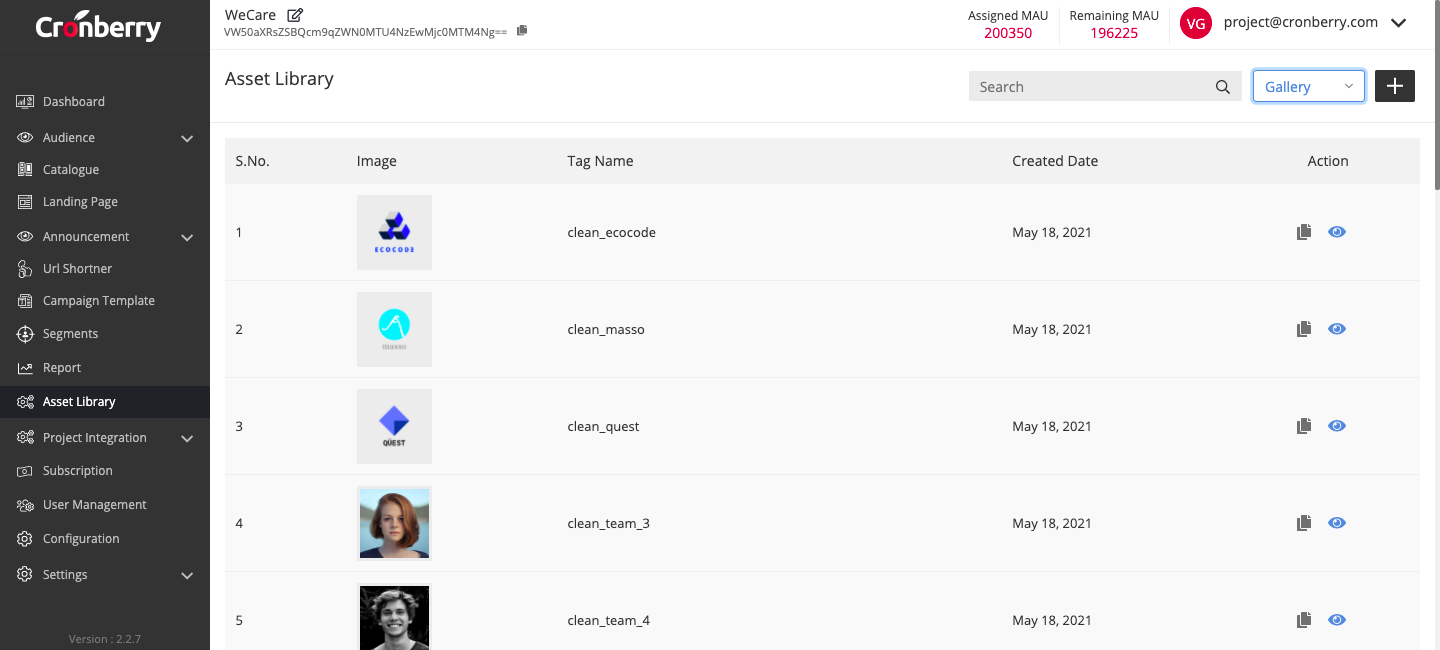 Cronberry
WeCare
VW50aXRsZSBQcm9qZWN0MTU4NzEwMjc0MTM4Ng==
Assigned MAU
200350
Remaining MAU
196225
VG
project@cronberry.com
Dashboard
Audience
Catalogue
Landing Page
Announcement
Url Shortner
Campaign Template
Segments
Report
Asset Library
Project Integration
Subscription
User Management
Configuration
Settings
Version : 2.2.7
Asset Library
Search
Gallery
S.No. Image Tag Name Created Date Action
1 ECOCODE clean_ecocode May 18, 2021
2 masso clean_masso May 18, 2021
3 QÜEST clean_quest May 18, 2021
4 clean_team_3 May 18, 2021
5 clean_team_4 May 18, 2021